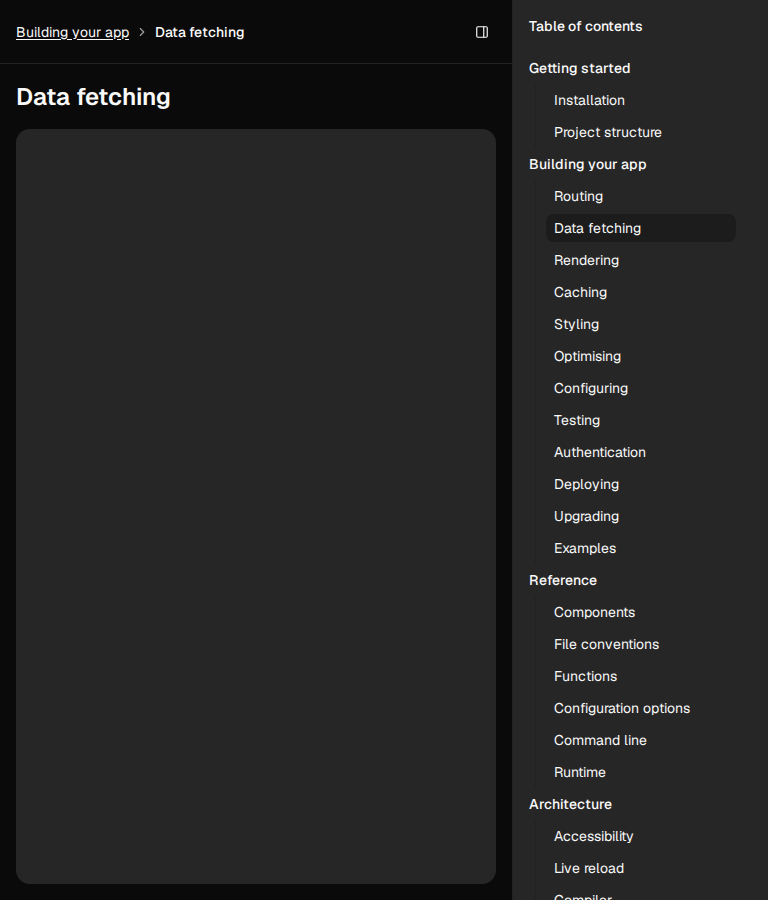 Building your app > Data fetching
Data fetching
Table of contents
Getting started
Installation
Project structure
Building your app
Routing
Data fetching
Rendering
Caching
Styling
Optimising
Configuring
Testing
Authentication
Deploying
Upgrading
Examples
Reference
Components
File conventions
Functions
Configuration options
Command line
Runtime
Architecture
Accessibility
Live reload
Compiler